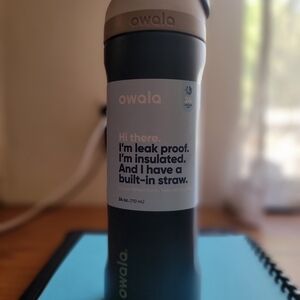 owala
owala
Hi there.
I'm leak proof.
I'm insulated.
And I have a
built-in straw.
24 oz. (710 mL)
owala